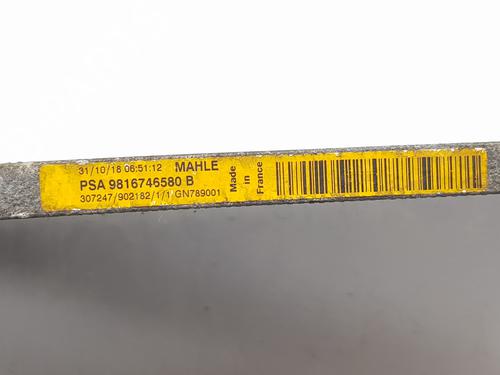 31/10/18 06:51:12 MAHLE
PSA 9816746580 B
307247/902182/1/1 GN789001
Made
in
France